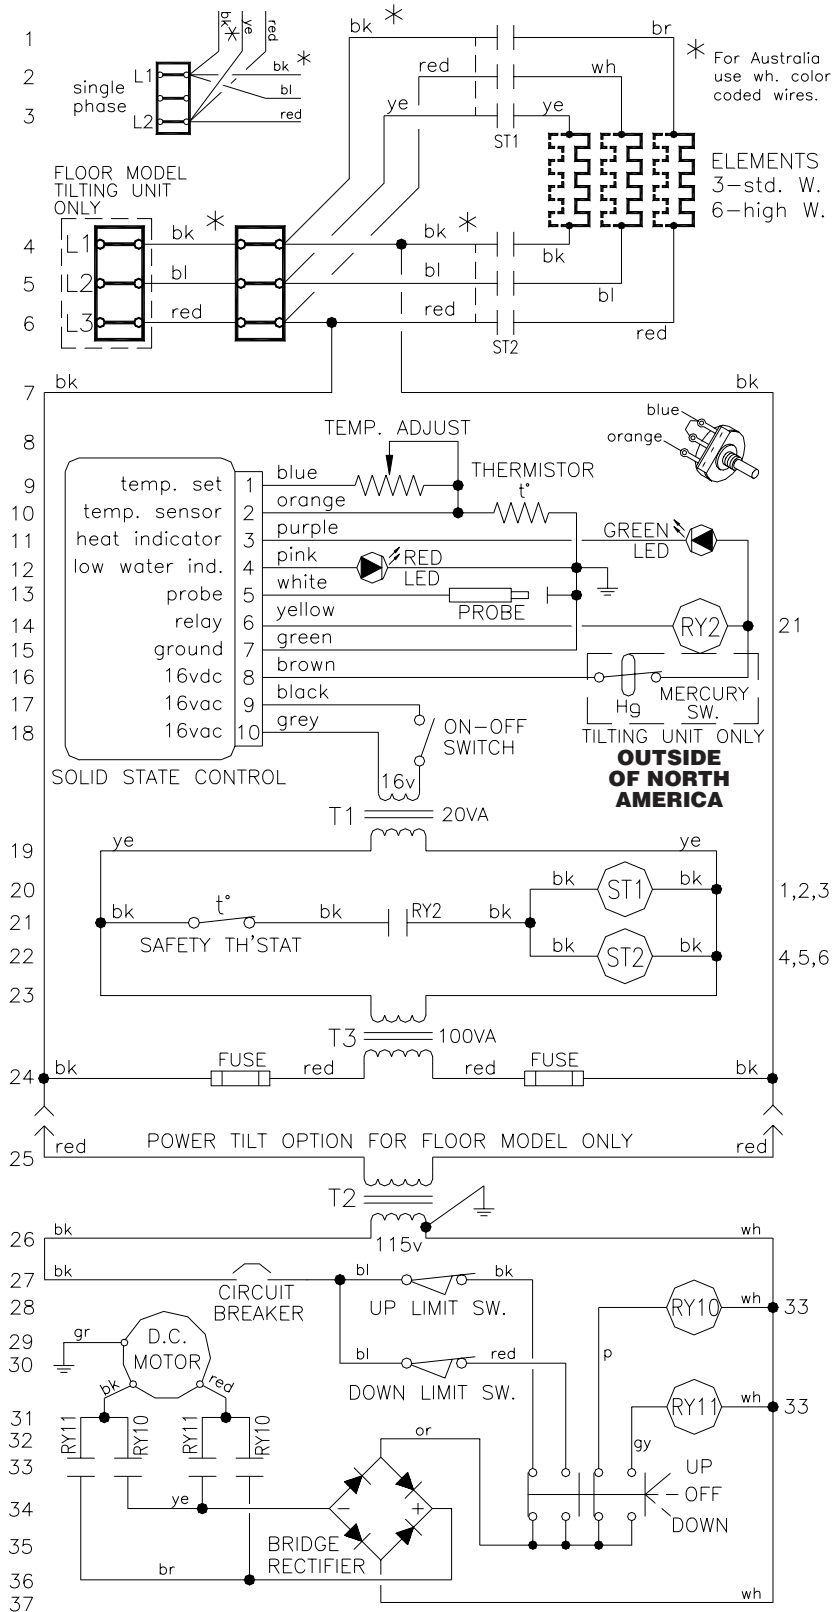 1
bk *
br
bk * ye red
*
For Australia
use wh. color
coded wires.
2
L1
bk *
red
wh
single
phase
bl
3
L2
red
ye
ye
ST1
ELEMENTS
3-std. W.
6-high W.
FLOOR MODEL
TILTING UNIT
ONLY
4
L1
bk *
bk *
bk
5
L2
bl
bl
bl
6
L3
red
red
red
ST2
7
bk
bk
8
TEMP. ADJUST
blue
orange
9
temp. set
1
blue
THERMISTOR
t°
10
temp. sensor
2
orange
11
heat indicator
3
purple
GREEN
LED
12
low water ind.
4
pink
RED
LED
13
probe
5
white
PROBE
14
relay
6
yellow
RY2
21
15
ground
7
green
16
16vdc
8
brown
Hg
MERCURY
SW.
17
16vac
9
black
18
16vac
10
grey
ON-OFF
SWITCH
TILTING UNIT ONLY
OUTSIDE
OF NORTH
AMERICA
SOLID STATE CONTROL
16v
T1
20VA
19
ye
ye
20
bk
ST1
bk
1,2,3
21
bk
t°
bk
RY2
bk
SAFETY TH'STAT
22
bk
ST2
bk
4,5,6
23
T3
100VA
24
bk
FUSE
red
red
FUSE
bk
25
red
POWER TILT OPTION FOR FLOOR MODEL ONLY
red
T2
26
bk
115v
wh
27
bk
CIRCUIT
BREAKER
bl
bk
UP LIMIT SW.
28
RY10
wh
33
29
gr
D.C.
MOTOR
30
bl
red
p
DOWN LIMIT SW.
bk
red
31
RY11
RY10
RY11
RY10
RY11
wh
33
32
or
gy
33
UP
34
ye
-
+
OFF
DOWN
35
BRIDGE
RECTIFIER
36
br
37
wh